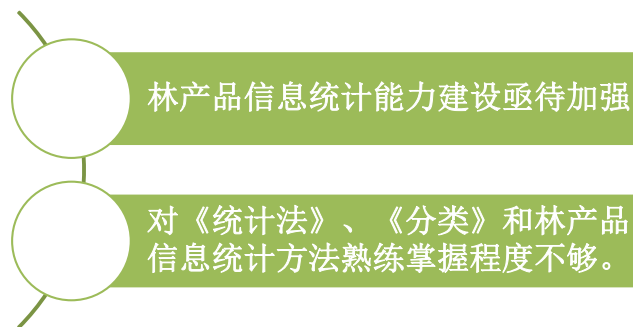 林产品信息统计能力建设亟待加强
对《统计法》、《分类》和林产品
信息统计方法熟练掌握程度不够。